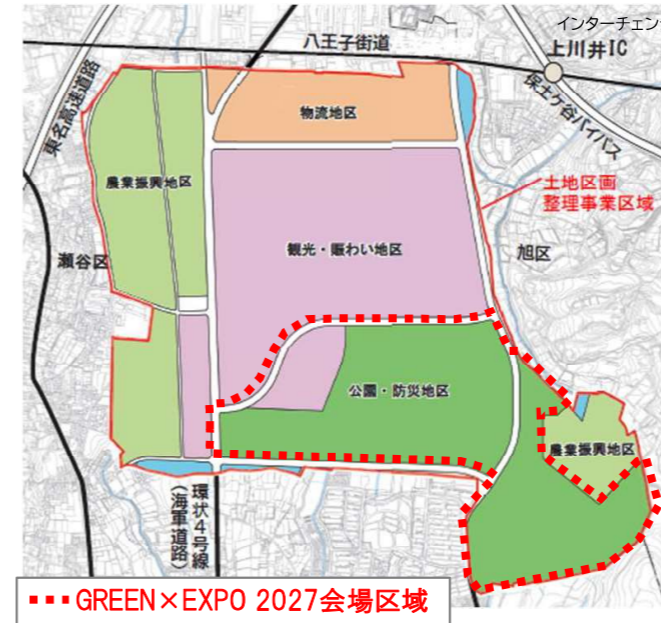 インターチェン
上川井IC
八王子街道
東名高速道路
保土ケ谷バイパス
物流地区
農業振興地区
土地区画
整理事業区域
観光・賑わい地区
瀬谷区
旭区
公園・防災地区
農業振興地区
環状4号線
(海軍道路)
GREEN×EXPO 2027会場区域